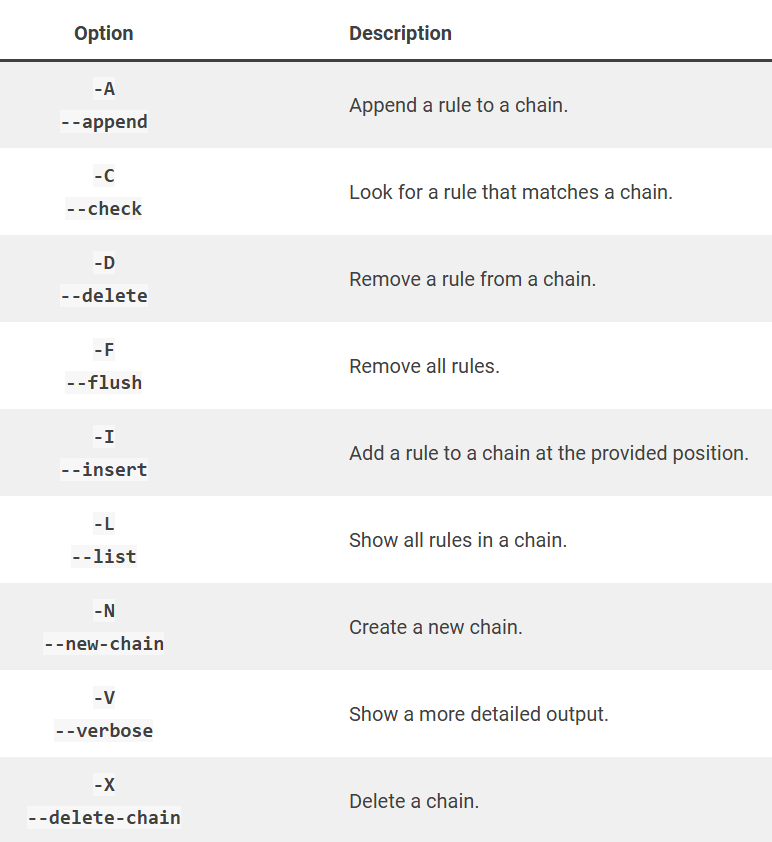 Option Description
-A
--append
Append a rule to a chain.
-C
--check
Look for a rule that matches a chain.
-D
--delete
Remove a rule from a chain.
-F
--flush
Remove all rules.
-I
--insert
Add a rule to a chain at the provided position.
-L
--list
Show all rules in a chain.
-N
--new-chain
Create a new chain.
-V
--verbose
Show a more detailed output.
-X
--delete-chain
Delete a chain.